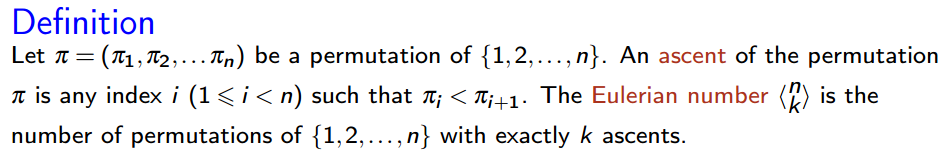 Definition
Let π = (π₁, π₂, … πₙ) be a permutation of {1, 2, …, n}. An ascent of the permutation
π is any index i (1 ⩽ i < n) such that πᵢ < πᵢ₊₁. The Eulerian number ⟨n k⟩ is the
number of permutations of {1, 2, …, n} with exactly k ascents.